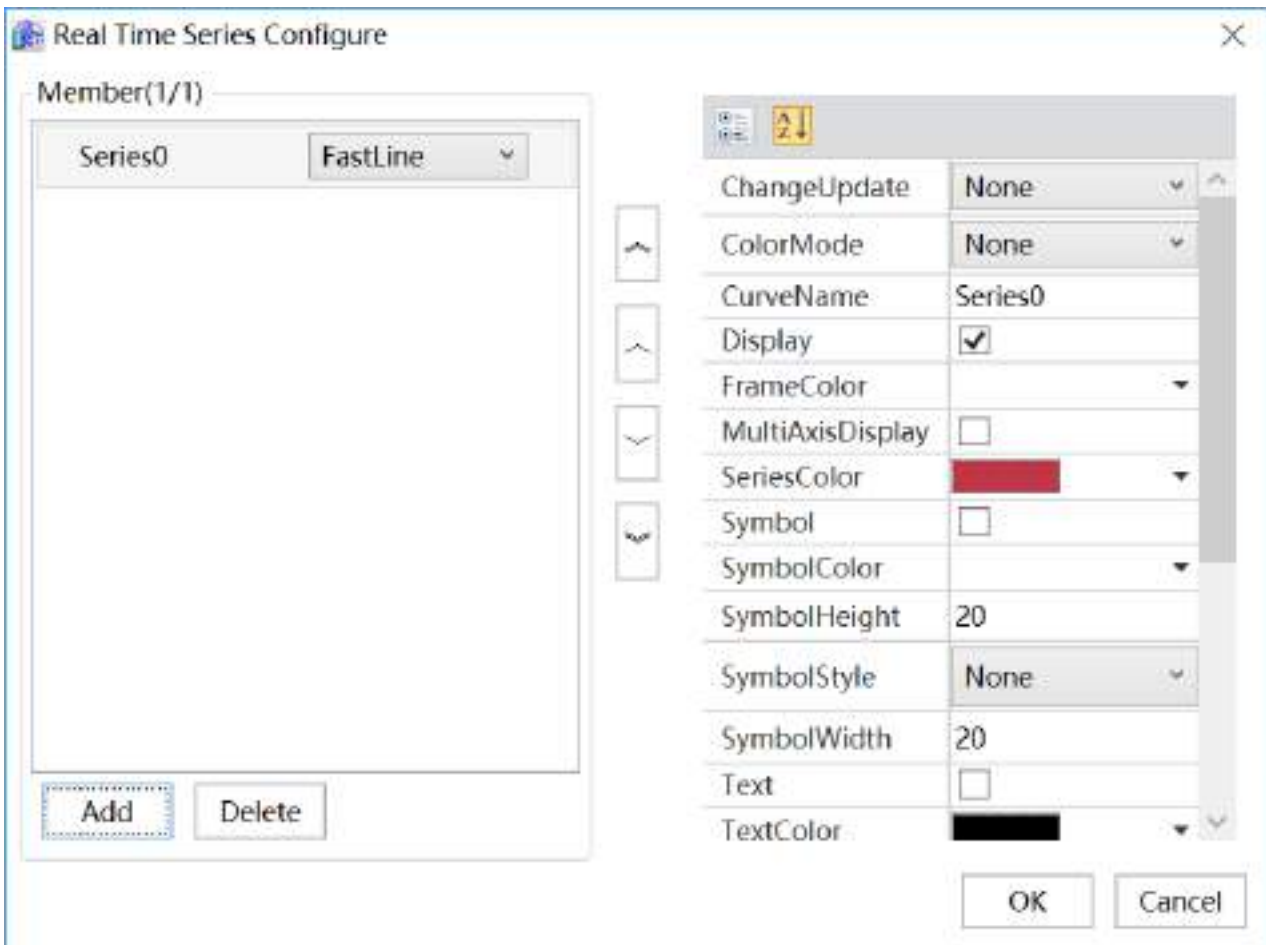 Real Time Series Configure
Member(1/1)
Series0 FastLine
Add Delete
ChangeUpdate None
ColorMode None
CurveName Series0
Display
FrameColor
MultiAxisDisplay
SeriesColor
Symbol
SymbolColor
SymbolHeight 20
SymbolStyle None
SymbolWidth 20
Text
TextColor
OK Cancel